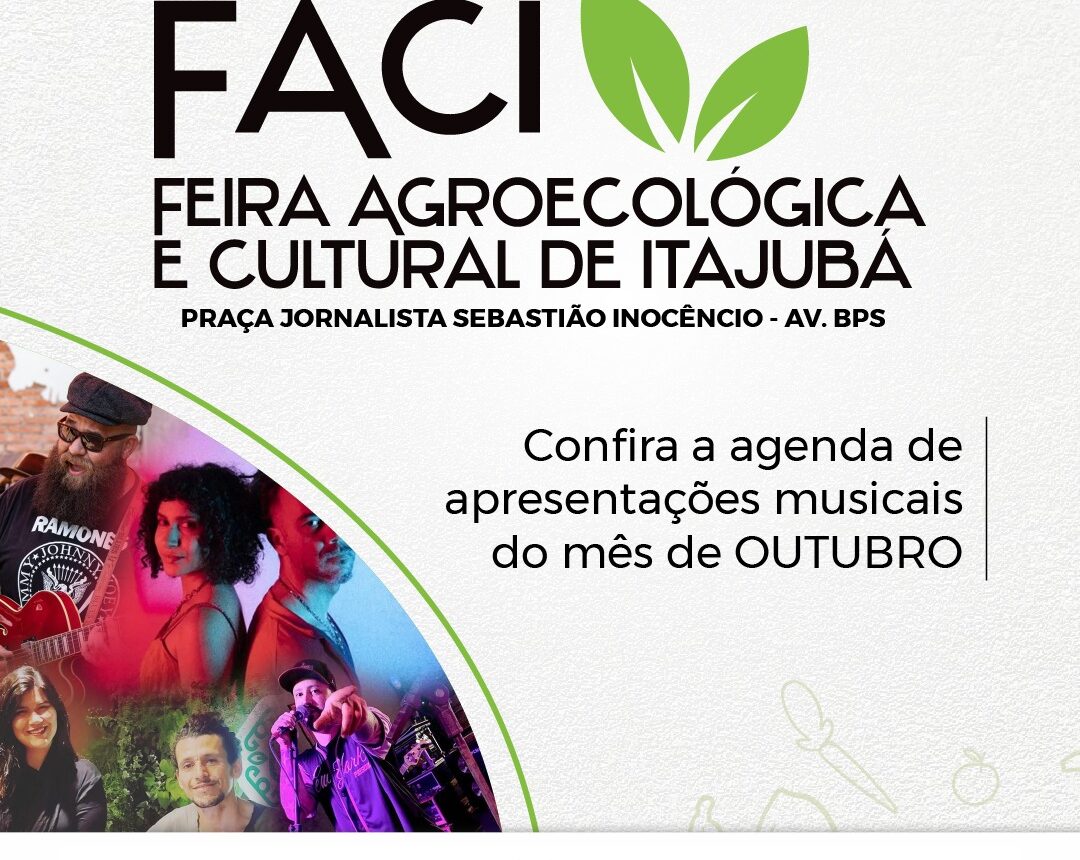 FACI
FEIRA AGROECOLÓGICA
E CULTURAL DE ITAJUBÁ
PRAÇA JORNALISTA SEBASTIÃO INOCÊNCIO - AV. BPS
Confira a agenda de
apresentações musicais
do mês de OUTUBRO
RAMONE
JOHNNY